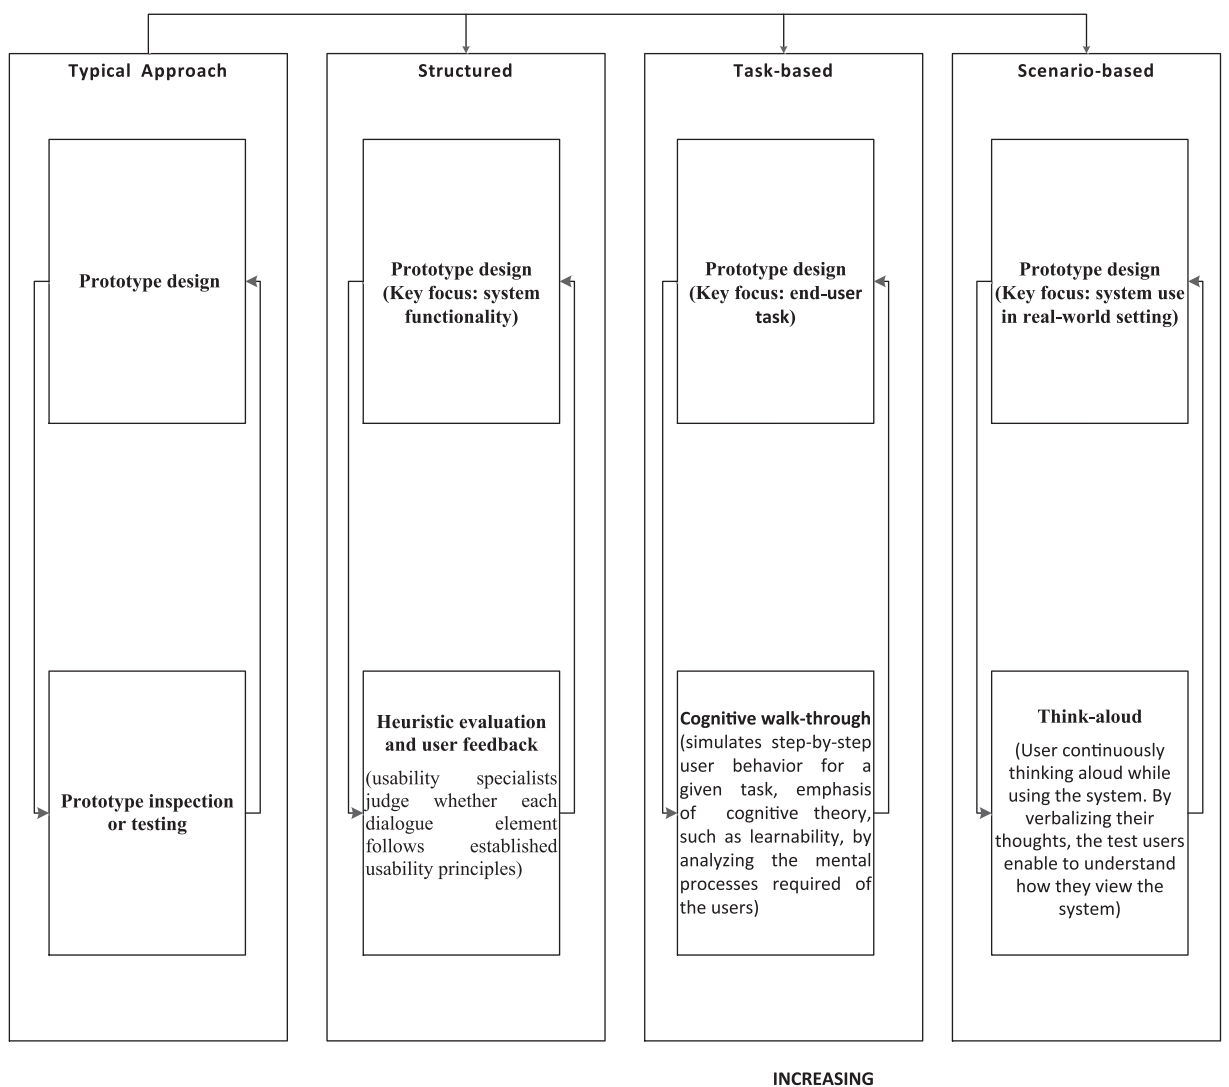 Typical Approach
Structured
Task-based
Scenario-based
Prototype design
Prototype design
(Key focus: system
functionality)
Prototype design
(Key focus: end-user
task)
Prototype design
(Key focus: system use
in real-world setting)
Prototype inspection
or testing
Heuristic evaluation
and user feedback
(usability specialists
judge whether each
dialogue element
follows established
usability principles)
Cognitive walk-through
(simulates step-by-step
user behavior for a
given task, emphasis
of cognitive theory,
such as learnability, by
analyzing the mental
processes required of
the users)
Think-aloud
(User continuously
thinking aloud while
using the system. By
verbalizing their
thoughts, the test users
enable to understand
how they view the
system)
INCREASING